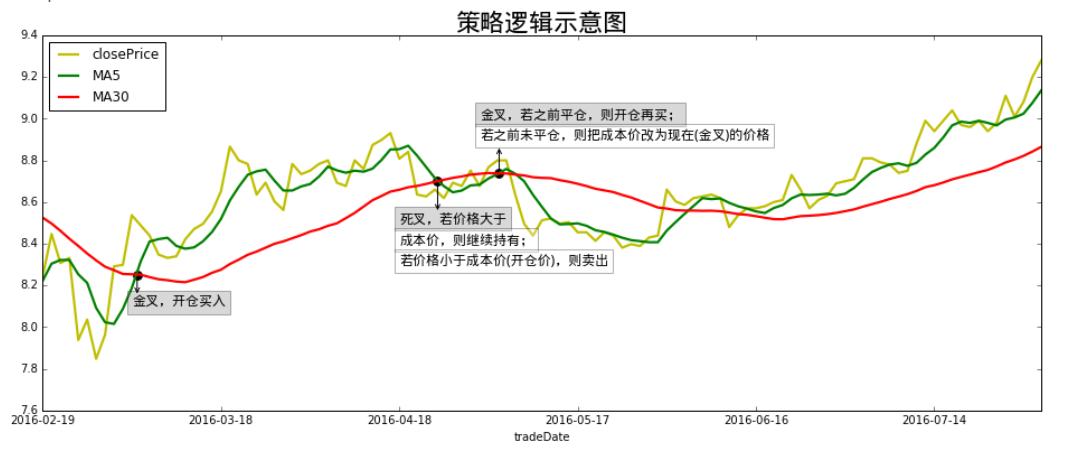 策略逻辑示意图
9.4
closePrice
MA5
MA30
9.2
9.0
8.8
8.6
8.4
8.2
8.0
7.8
7.6
金叉，若之前平仓，则开仓再买；
若之前未平仓，则把成本价改为现在(金叉)的价格
死叉，若价格大于
成本价，则继续持有；
若价格小于成本价(开仓价)，则卖出
金叉，开仓买入
2016-02-19
2016-03-18
2016-04-18
2016-05-17
2016-06-16
2016-07-14
tradeDate